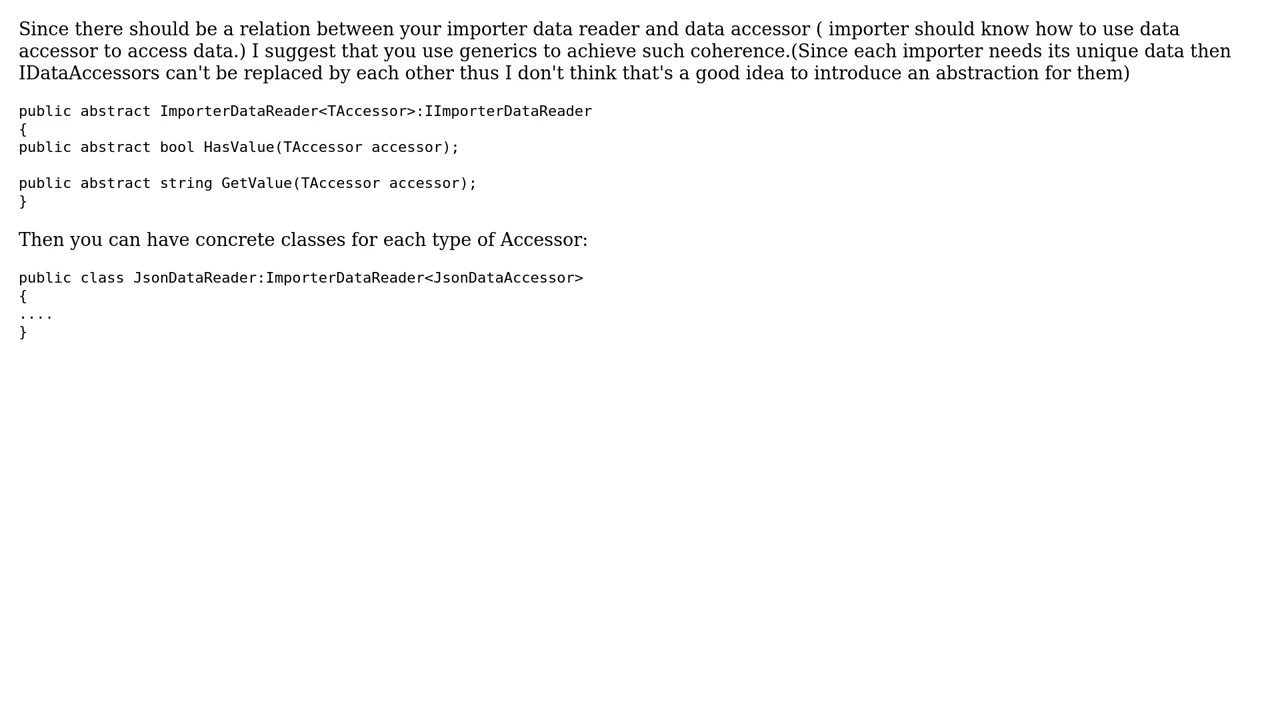 Since there should be a relation between your importer data reader and data accessor ( importer should know how to use data
accessor to access data.) I suggest that you use generics to achieve such coherence.(Since each importer needs its unique data then
IDataAccessors can't be replaced by each other thus I don't think that's a good idea to introduce an abstraction for them)
public abstract ImporterDataReader<TAccessor>:IImporterDataReader
{
public abstract bool HasValue(TAccessor accessor);
public abstract string GetValue(TAccessor accessor);
}
Then you can have concrete classes for each type of Accessor:
public class JsonDataReader:ImporterDataReader<JsonDataAccessor>
{
....
}